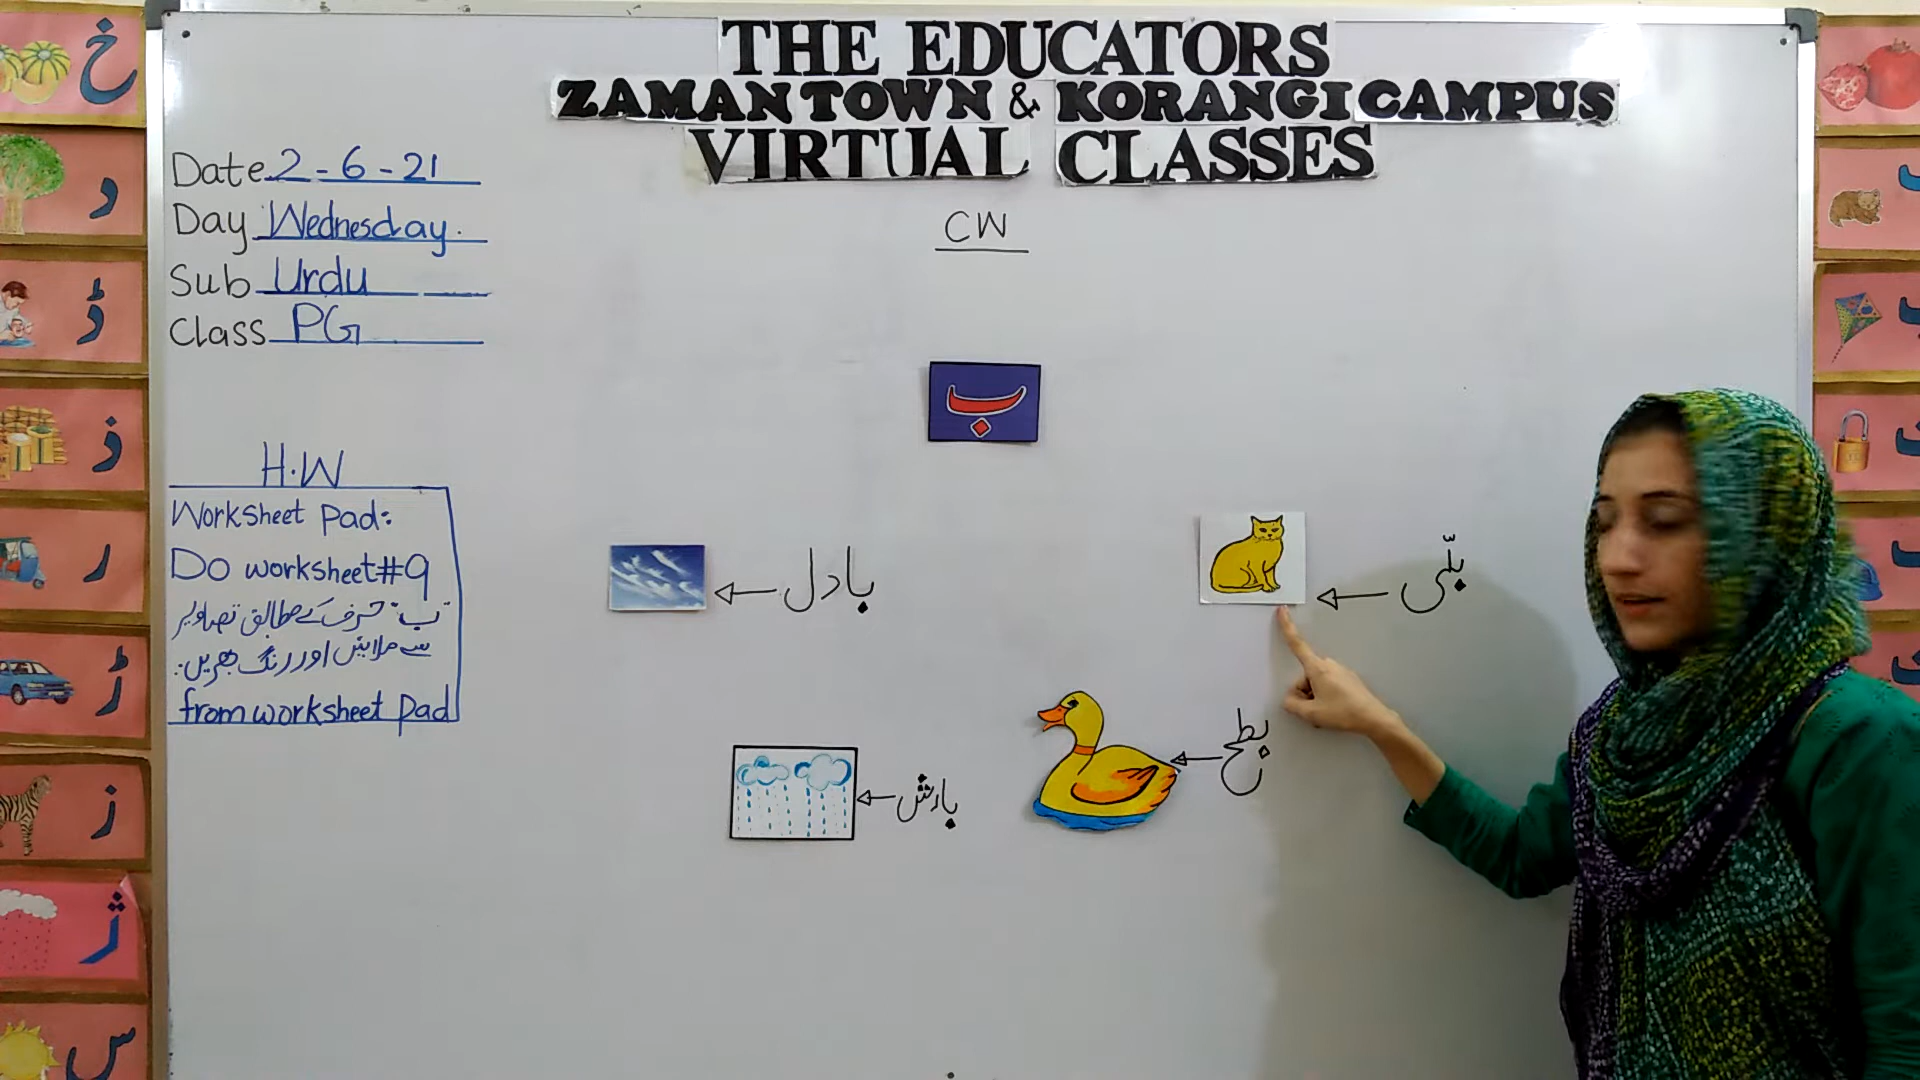 THE EDUCATORS
ZAMAN TOWN & KORANGI CAMPUS
VIRTUAL CLASSES
Date 2-6-21
Day Wednesday.
Sub Urdu
Class PG
CW
ب
H.W
Worksheet Pad:
Do worksheet#9
"ب" حرف کے مطابق تصاویر
سے ملایئں اور رنگ بھریں:
from worksheet Pad
بادل
بلّی
بارش
بطخ
خ
د
ڈ
ذ
ر
ڑ
ز
ژ
س